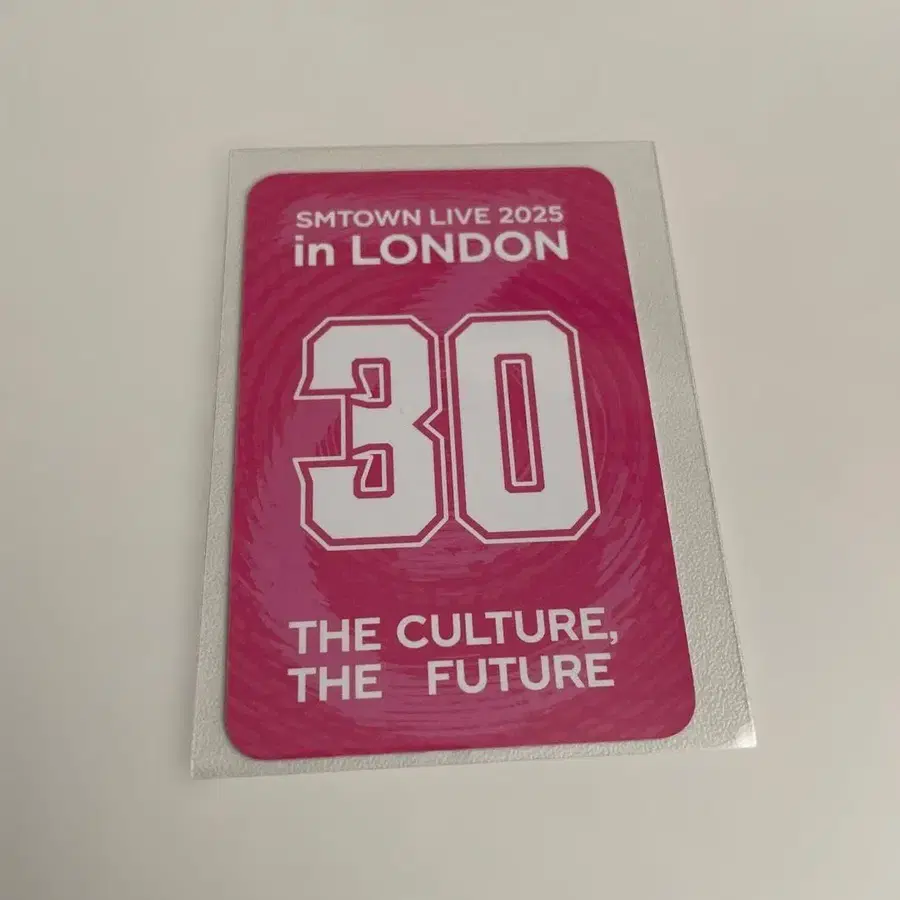 SMTOWN LIVE 2025
in LONDON
30
THE CULTURE,
THE FUTURE